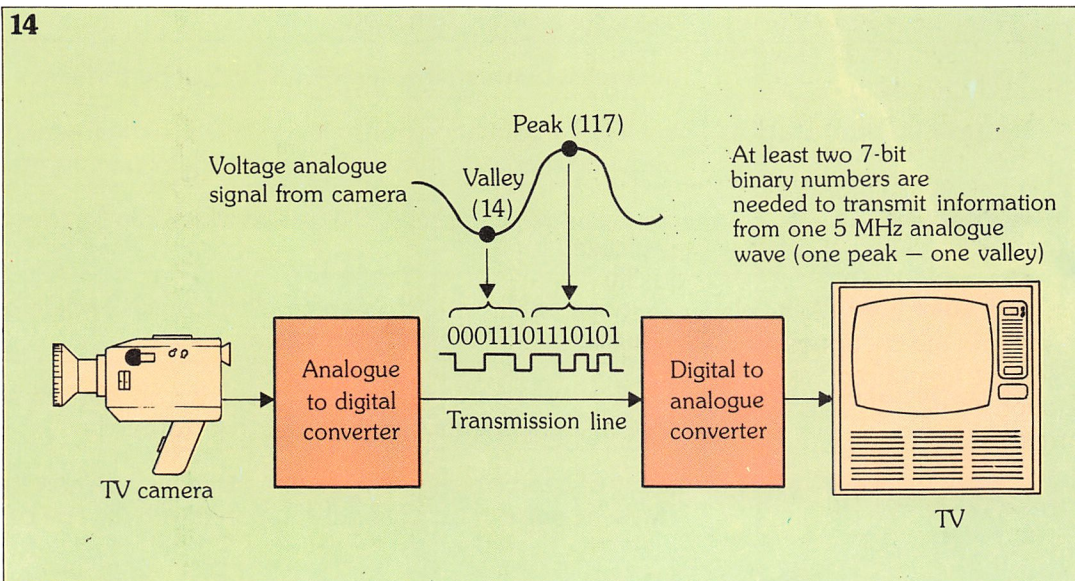 14
Peak (117)
Voltage analogue
signal from camera
Valley
(14)
At least two 7-bit
binary numbers are
needed to transmit information
from one 5 MHz analogue
wave (one peak — one valley)
00011101110101
Analogue
to digital
converter
Transmission line
Digital to
analogue
converter
TV camera
TV